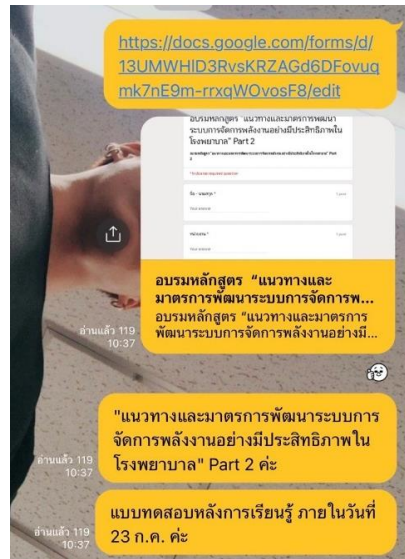 https://docs.google.com/forms/d/
13UMWHlD3RvsKRZAGd6DFovuq
mk7nE9m-rrxqWOvosF8/edit
อบรมหลักสูตร "แนวทางและมาตรการพัฒนา
ระบบการจัดการพลังงานอย่างมีประสิทธิภาพใน
โรงพยาบาล" Part 2
อบรมหลักสูตร "แนวทางและ
มาตรการพัฒนาระบบการจัดการพ...
อบรมหลักสูตร "แนวทางและมาตรการ
พัฒนาระบบการจัดการพลังงานอย่างมี...
อ่านแล้ว 119
10:37
"แนวทางและมาตรการพัฒนาระบบการ
จัดการพลังงานอย่างมีประสิทธิภาพใน
โรงพยาบาล" Part 2 ค่ะ
อ่านแล้ว 119
10:37
แบบทดสอบหลังการเรียนรู้ ภายในวันที่
23 ก.ค. ค่ะ
อ่านแล้ว 119
10:37